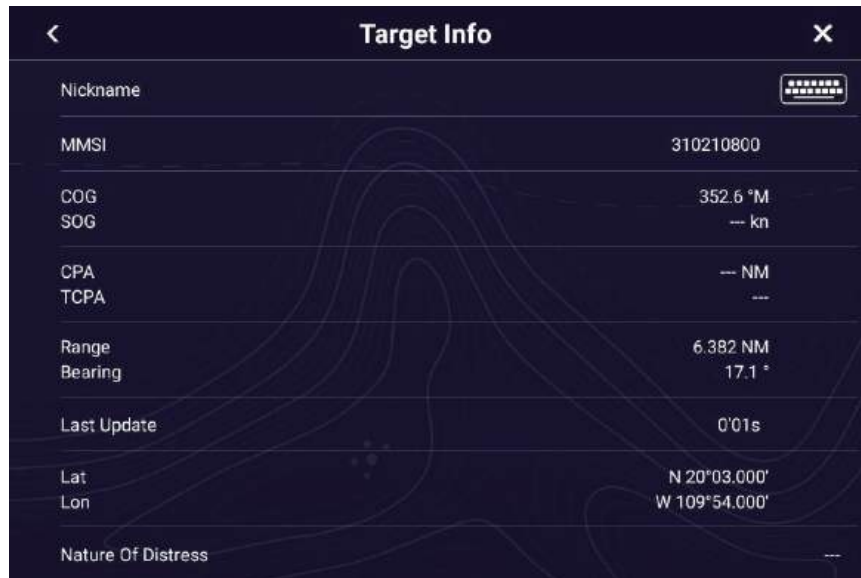 Target Info
Nickname
MMSI 310210800
COG 352.6 °M
SOG --- kn
CPA --- NM
TCPA ---
Range 6.382 NM
Bearing 17.1 °
Last Update 0'01s
Lat N 20°03.000'
Lon W 109°54.000'
Nature Of Distress ---